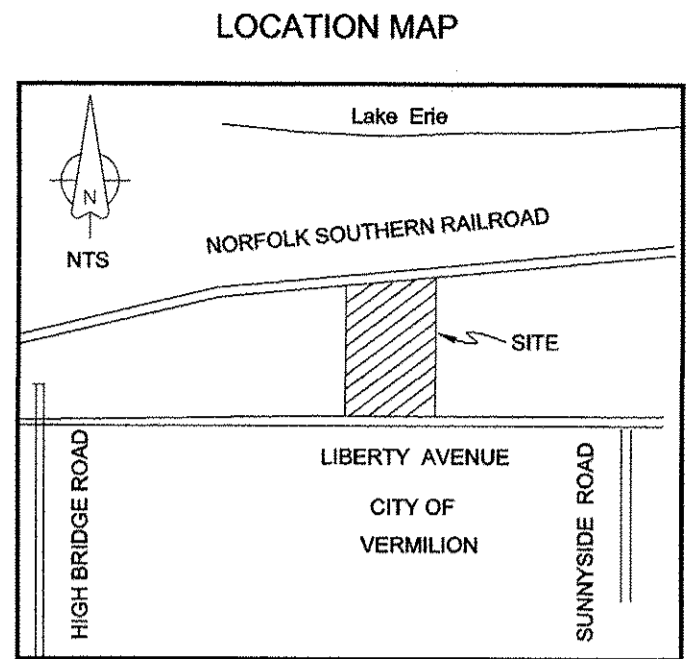 LOCATION MAP
Lake Erie
N
NTS
NORFOLK SOUTHERN RAILROAD
SITE
HIGH BRIDGE ROAD
LIBERTY AVENUE
CITY OF
VERMILION
SUNNYSIDE ROAD